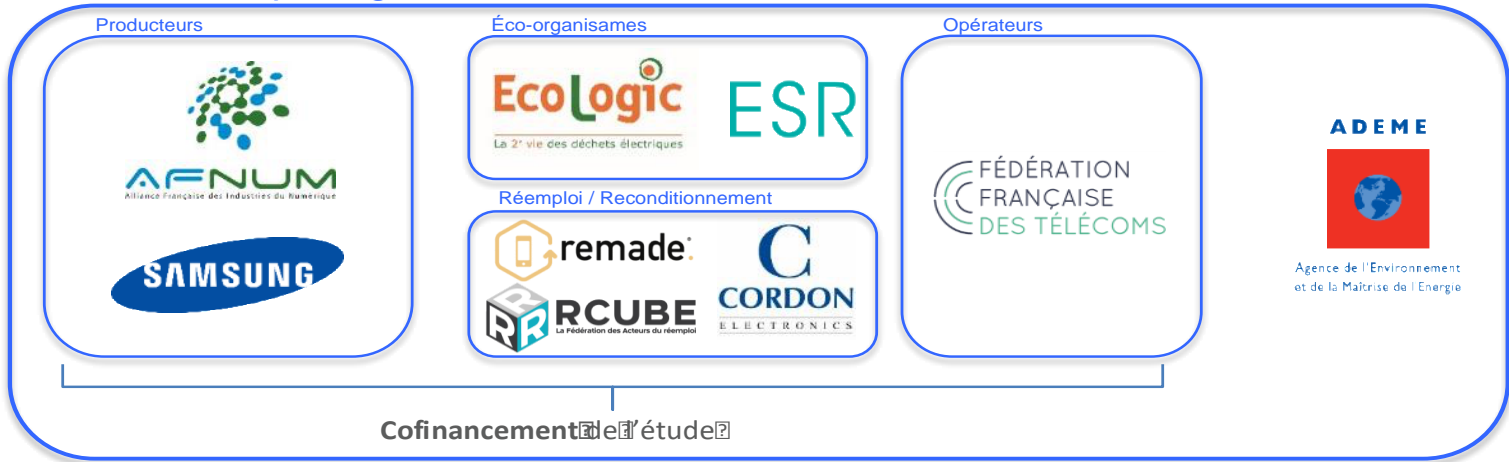 Producteurs
AFNUM
Alliance Française des Industries du Numérique
SAMSUNG
Éco-organisames
EcoLogic
La 2e vie des déchets électriques
ESR
Réemploi / Reconditionnement
remade
RRR
RCUBE
La Fédération des Acteurs du réemploi
C
CORDON
ELECTRONICS
Opérateurs
FÉDÉRATION
FRANÇAISE
DES TÉLÉCOMS
ADEME
Agence de l'Environnement
et de la Maîtrise de l'Energie
Cofinancement de l'étude